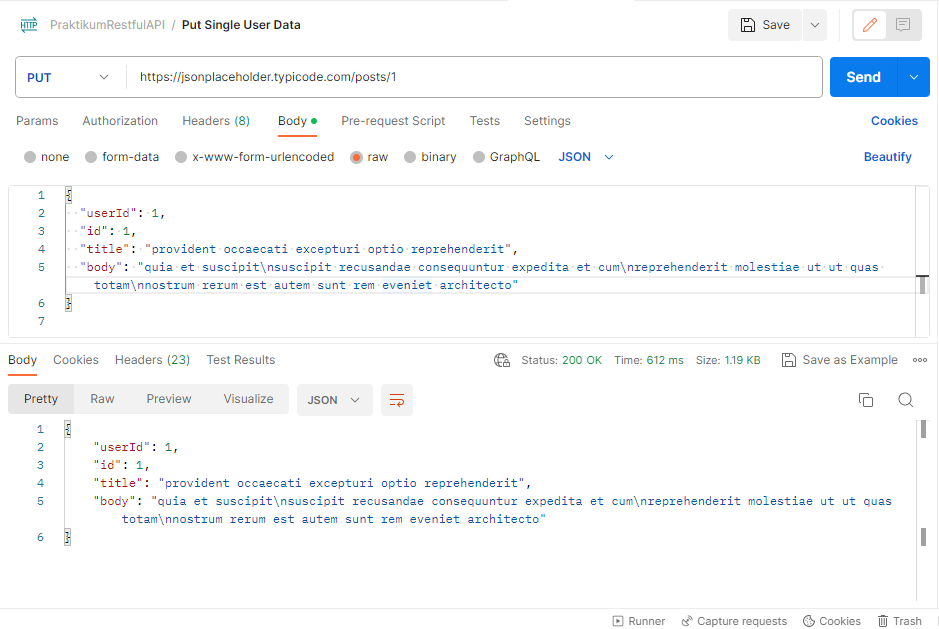 HTTP PraktikumRestfulAPI / Put Single User Data Save
PUT https://jsonplaceholder.typicode.com/posts/1 Send
Params Authorization Headers (8) Body Pre-request Script Tests Settings Cookies
none form-data x-www-form-urlencoded raw binary GraphQL JSON Beautify
1 {
2 "userId": 1,
3 "id": 1,
4 "title": "provident occaecati excepturi optio reprehenderit",
5 "body": "quia et suscipit\nsuscipit recusandae consequuntur expedita et cum\nreprehenderit molestiae ut ut quas
totam\nnostrum rerum est autem sunt rem eveniet architecto"
6 }
7
Body Cookies Headers (23) Test Results Status: 200 OK Time: 612 ms Size: 1.19 KB Save as Example
Pretty Raw Preview Visualize JSON
1 {
2 "userId": 1,
3 "id": 1,
4 "title": "provident occaecati excepturi optio reprehenderit",
5 "body": "quia et suscipit\nsuscipit recusandae consequuntur expedita et cum\nreprehenderit molestiae ut ut quas
totam\nnostrum rerum est autem sunt rem eveniet architecto"
6 }
Runner Capture requests Cookies Trash